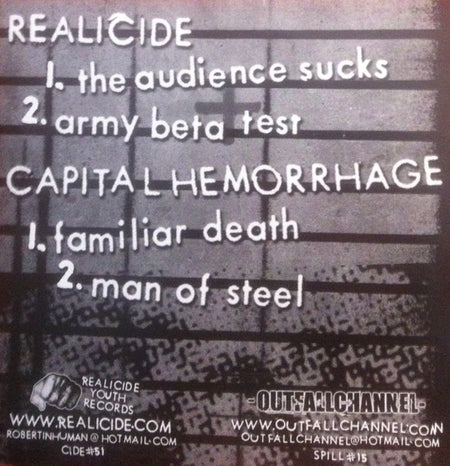 REALICIDE
1. the audience sucks
2. army beta test
CAPITAL HEMORRHAGE
1. familiar death
2. man of steel
REALICIDE
YOUTH
RECORDS
WWW.REALICIDE.COM
ROBERTINHUMAN@HOTMAIL.COM
CIDE#51
-OUTFALLCHANNEL-
WWW.OUTFALLCHANNEL.COM
OUTFALLCHANNEL@HOTMAIL.COM
SPILL#15